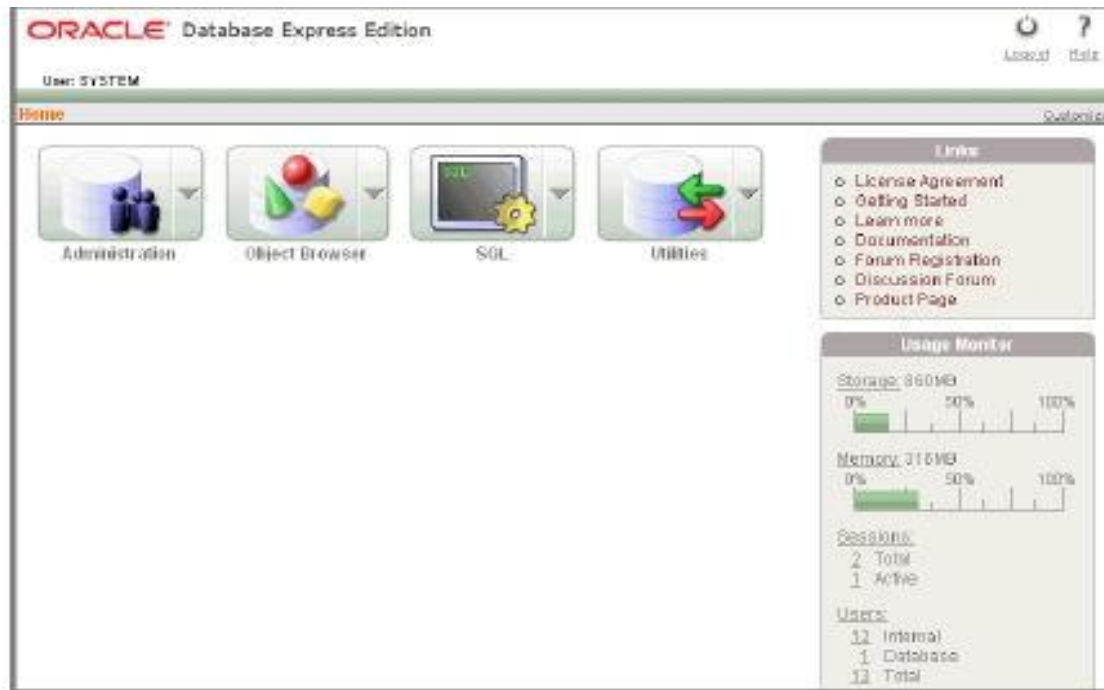 ORACLE Database Express Edition
Logout Help
User: SYSTEM
Home
Customize
SQL
Administration
Object Browser
SQL
Utilities
Links
License Agreement
Getting Started
Learn more
Documentation
Forum Registration
Discussion Forum
Product Page
Usage Monitor
Storage: 860MB
0% 50% 100%
Memory: 316MB
0% 50% 100%
Sessions:
2 Total
1 Active
Users:
12 Internal
1 Database
13 Total